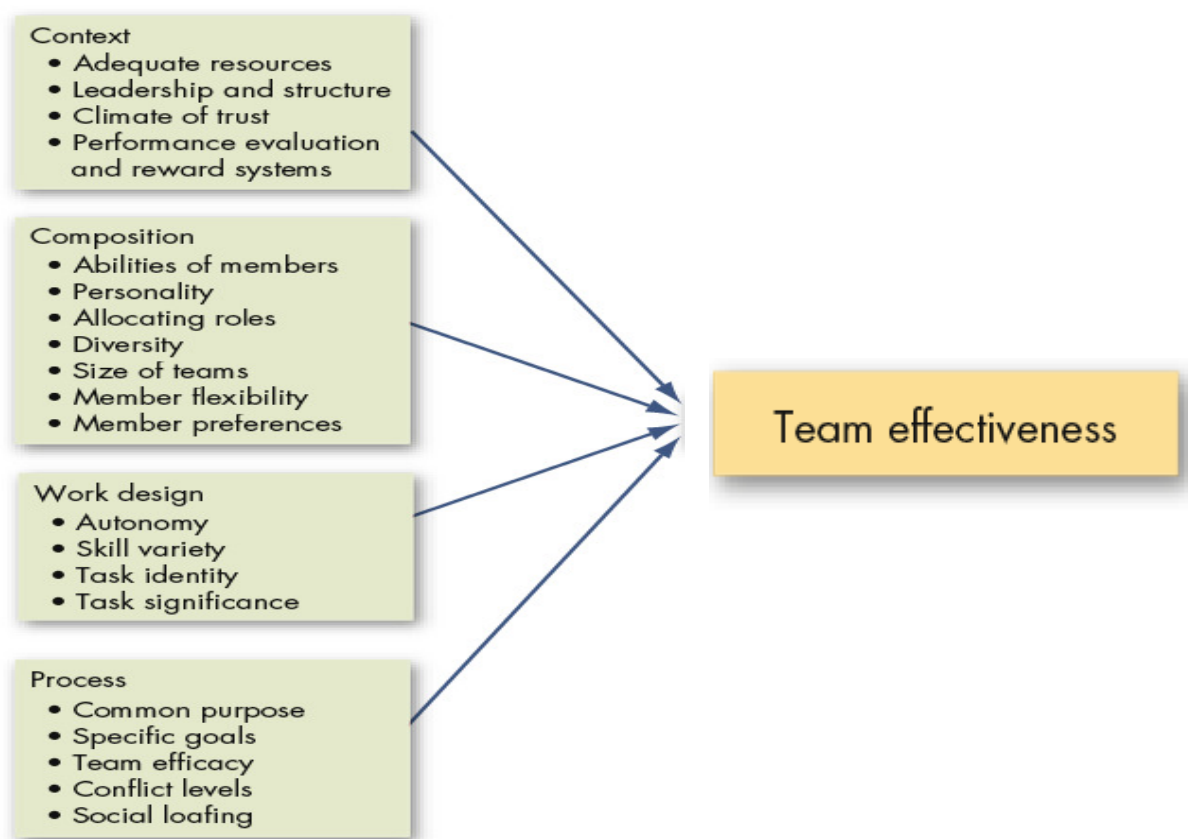 Context
• Adequate resources
• Leadership and structure
• Climate of trust
• Performance evaluation
and reward systems
Composition
• Abilities of members
• Personality
• Allocating roles
• Diversity
• Size of teams
• Member flexibility
• Member preferences
Work design
• Autonomy
• Skill variety
• Task identity
• Task significance
Process
• Common purpose
• Specific goals
• Team efficacy
• Conflict levels
• Social loafing
Team effectiveness